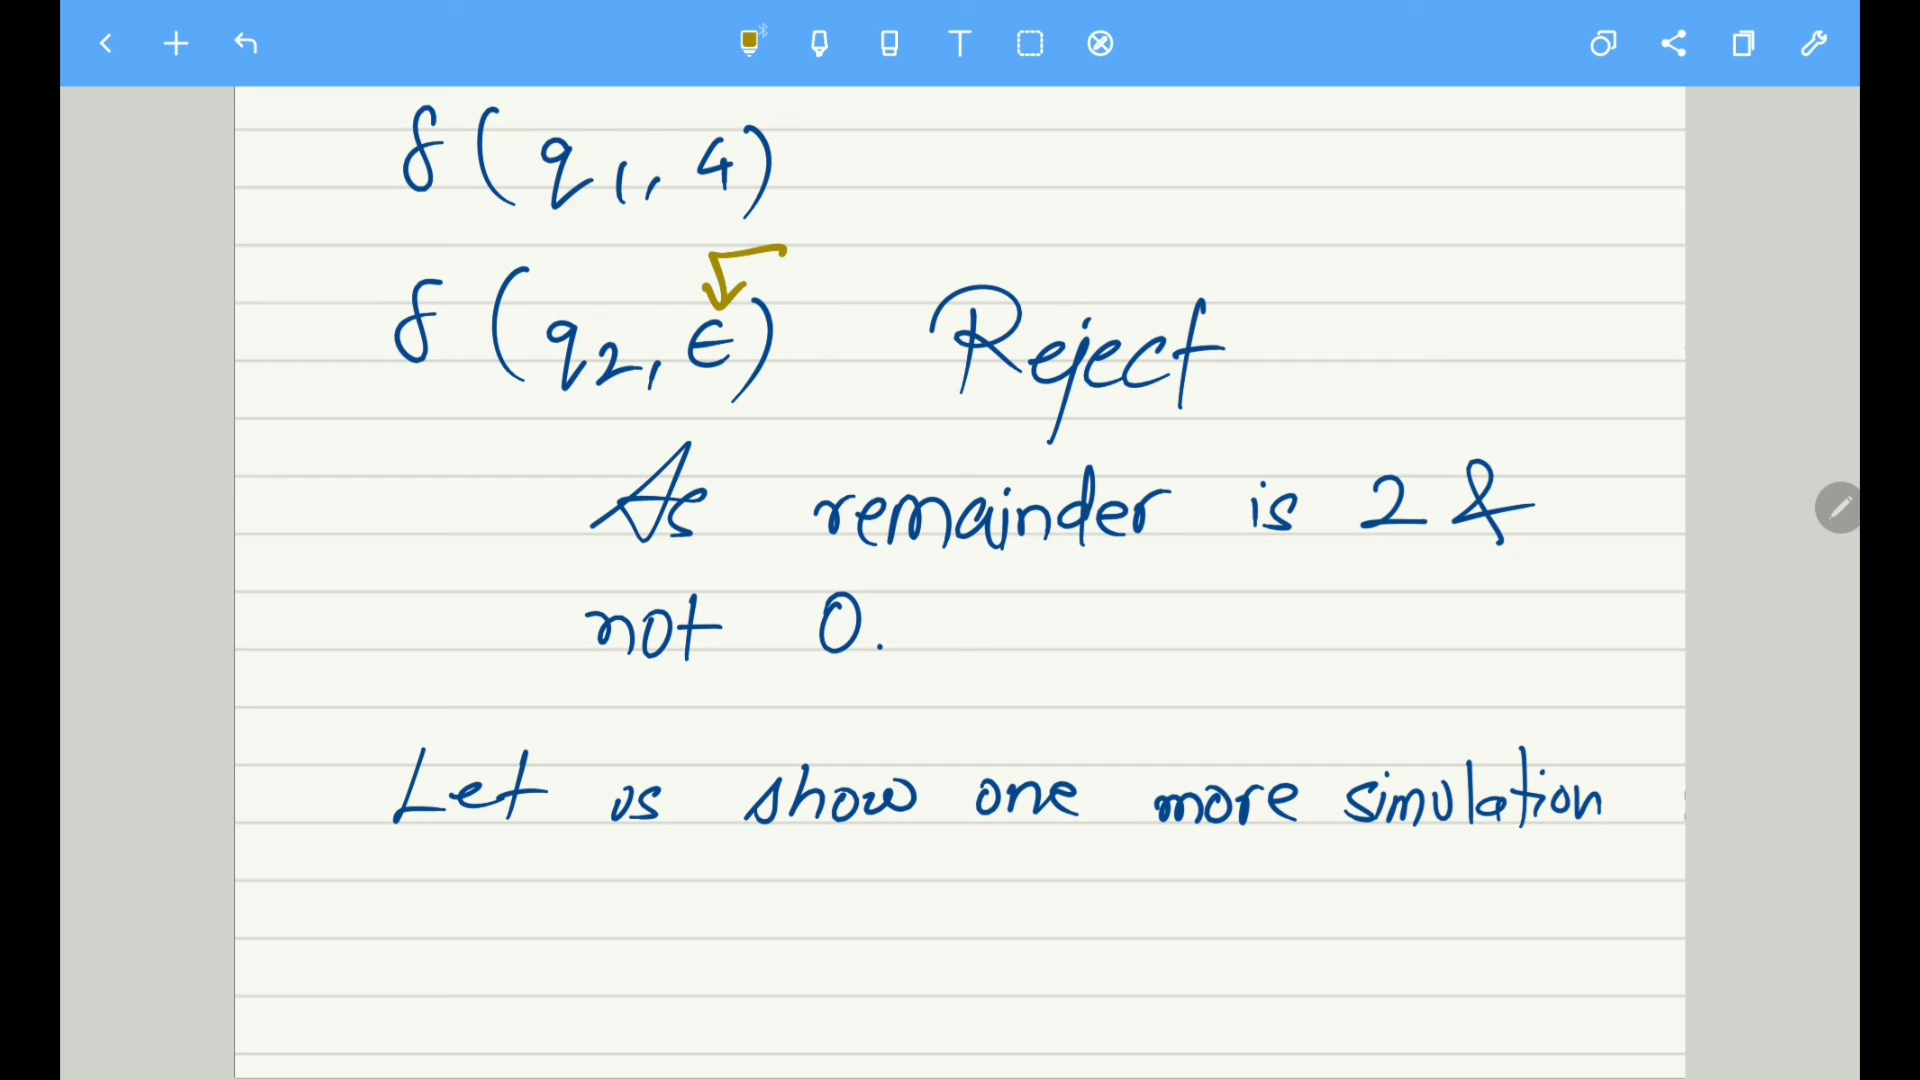 δ(q₁, 4)
δ(q₂, ε) Reject
As remainder is 2 &
not 0.
Let us show one more simulation